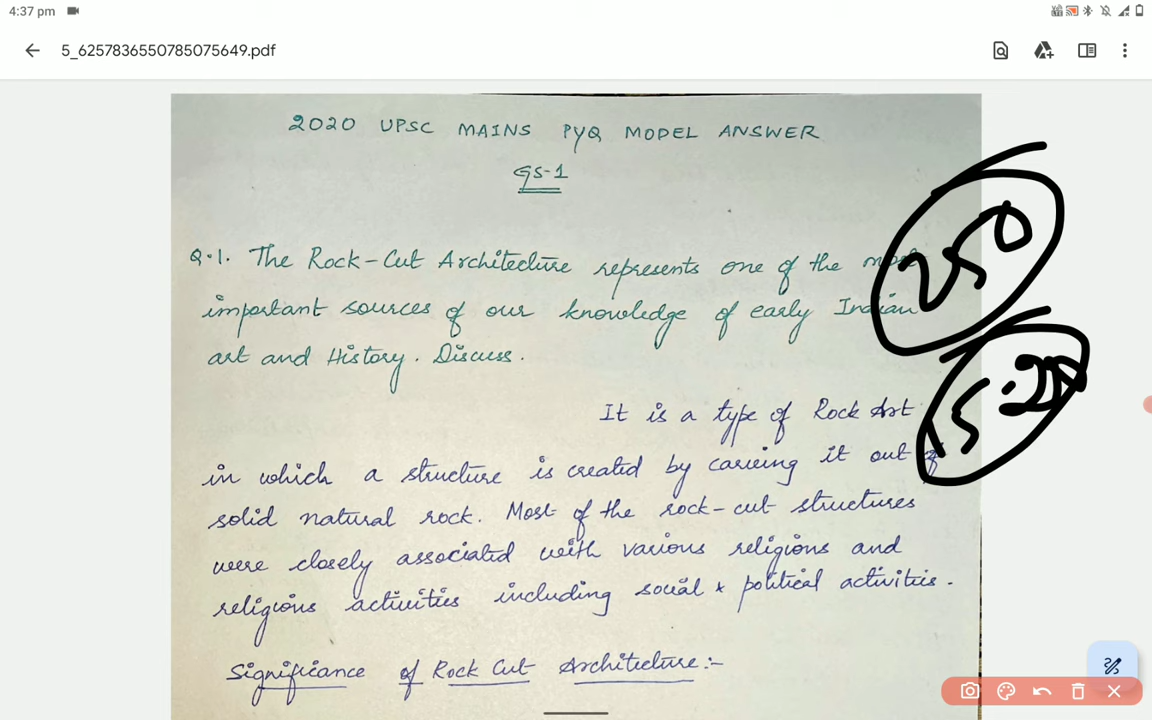 4:37 pm
5_6257836550785075649.pdf
2020 UPSC MAINS PYQ MODEL ANSWER
GS-1
Q.1. The Rock-Cut Architecture represents one of the most
250
important sources of our knowledge of early Indian
art and History. Discuss.
It is a type of Rock Art
in which a structure is created by carving it out of
solid natural rock. Most of the rock-cut structures
were closely associated with various religions and
religious activities including social & political activities.
Significance of Rock Cut Architecture:-